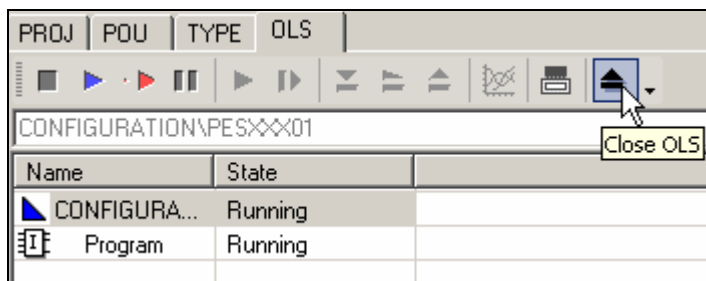 PROJ POU TYPE OLS
CONFIGURATION\PESXXX01
Close OLS
Name State
CONFIGURA... Running
Program Running